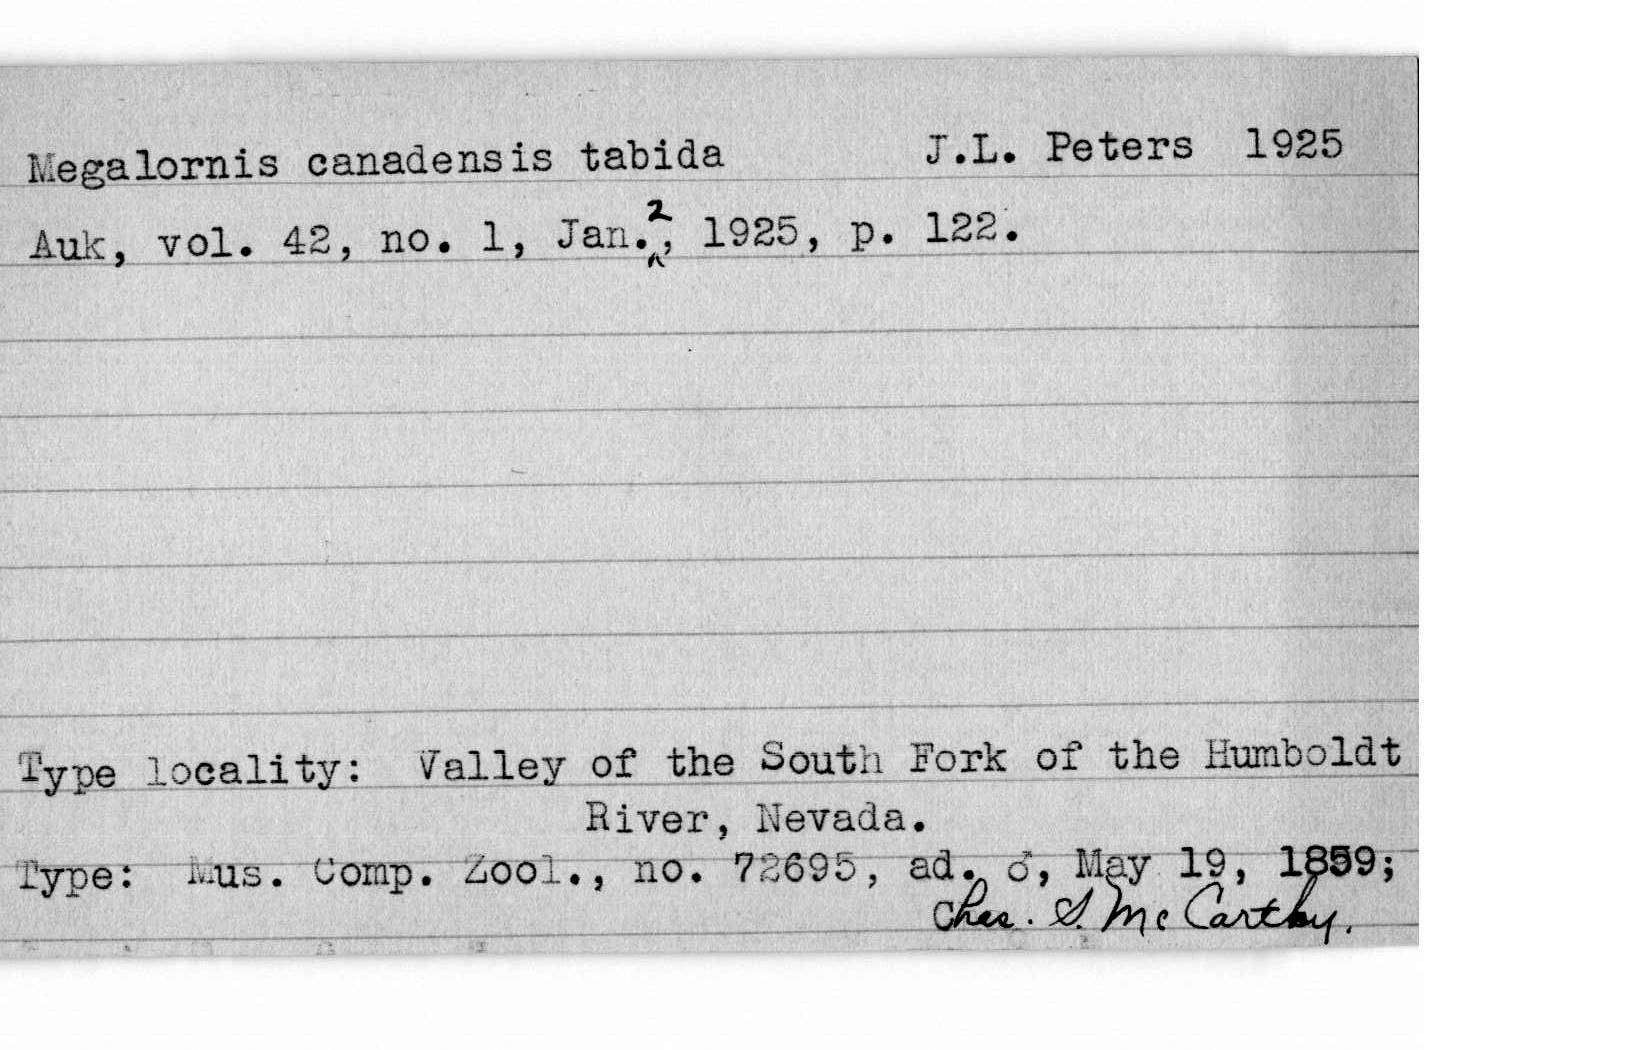 Megalornis canadensis tabida J.L. Peters 1925
Auk, vol. 42, no. 1, Jan. 2, 1925, p. 122.
Type locality: Valley of the South Fork of the Humboldt
River, Nevada.
Type: Mus. Comp. Zool., no. 72695, ad. ♂, May 19, 1859;
Chas. S. McCarthy.